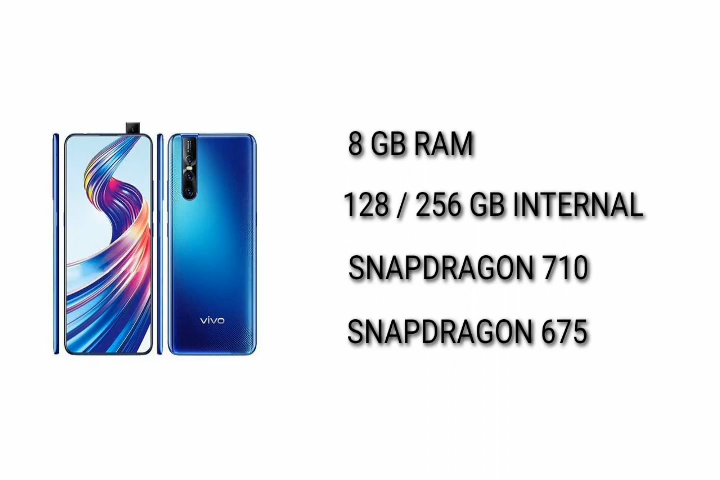 8 GB RAM
128 / 256 GB INTERNAL
SNAPDRAGON 710
vivo
SNAPDRAGON 675